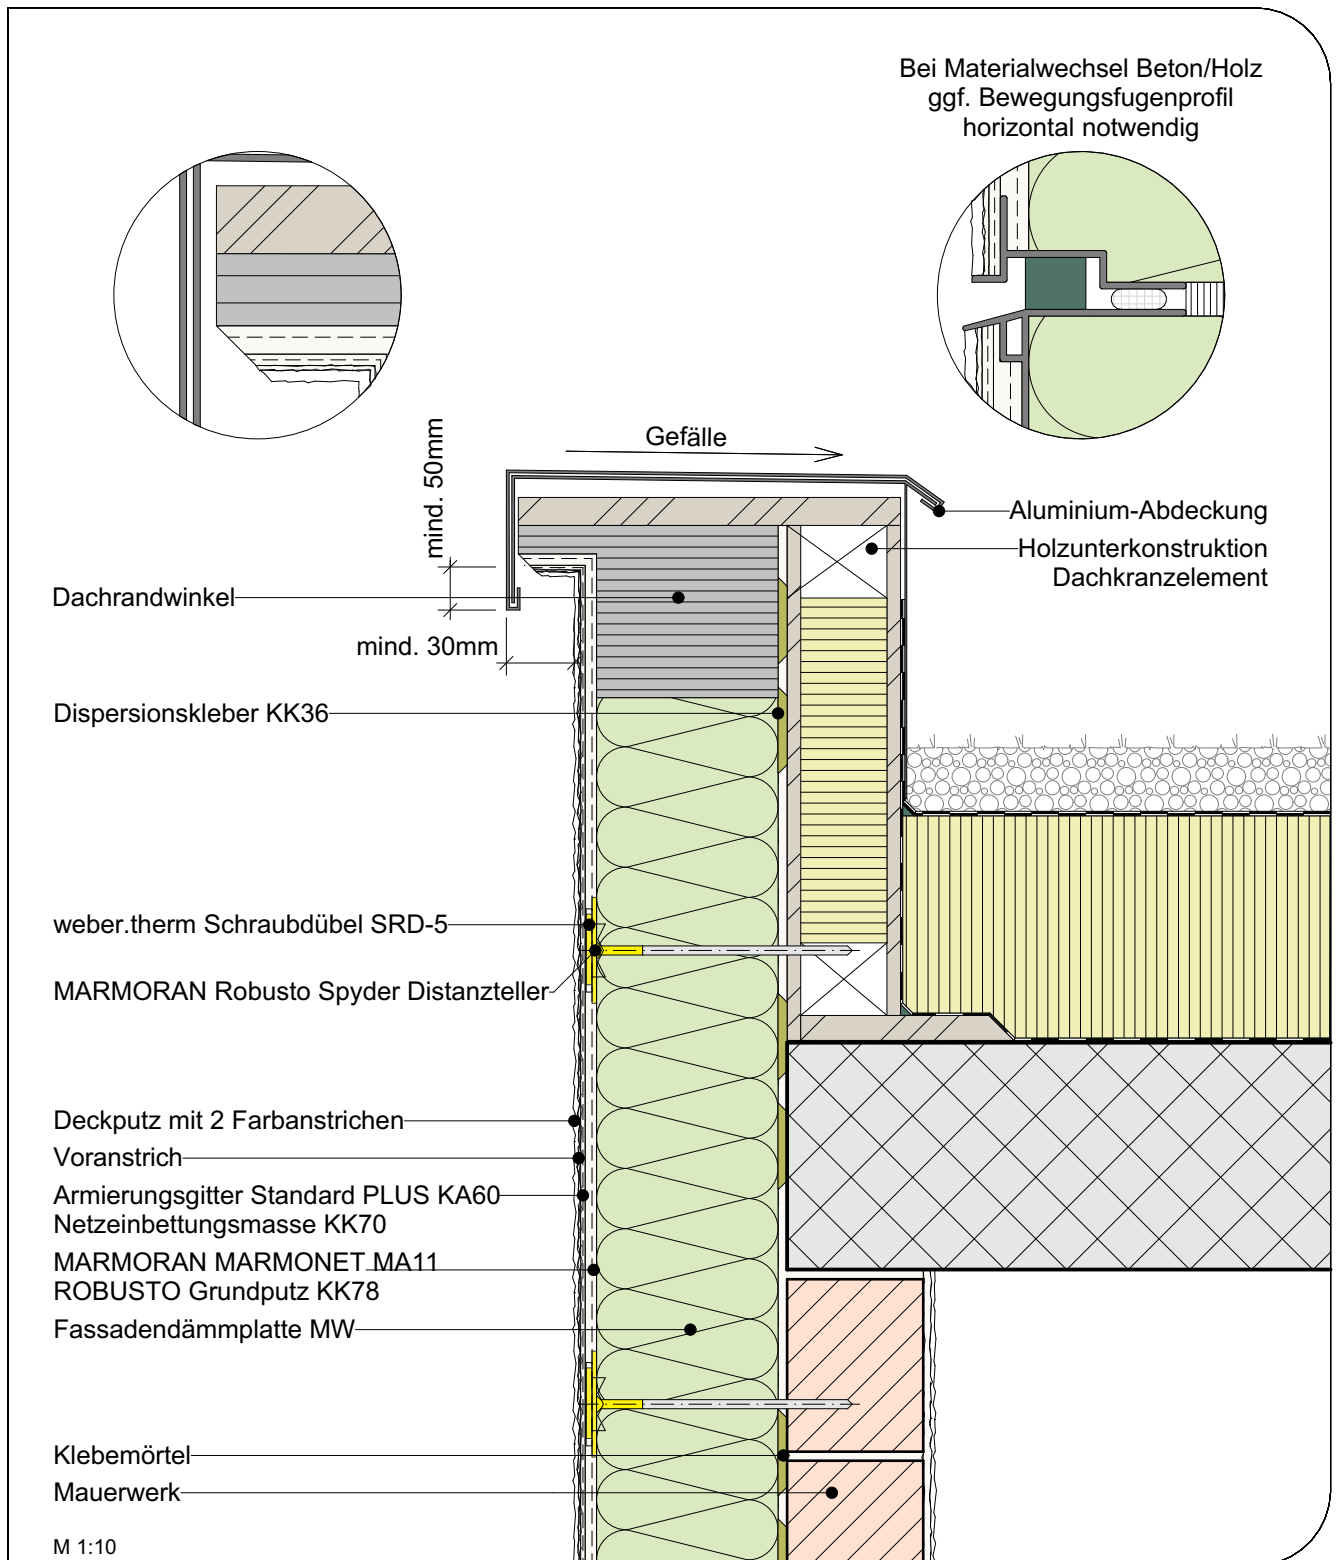 Bei Materialwechsel Beton/Holz
ggf. Bewegungsfugenprofil
horizontal notwendig
Gefälle
mind. 50mm
Aluminium-Abdeckung
Holzunterkonstruktion
Dachkranzelement
Dachrandwinkel
mind. 30mm
Dispersionskleber KK36
weber.therm Schraubdübel SRD-5
MARMORAN Robusto Spyder Distanzteller
Deckputz mit 2 Farbanstrichen
Voranstrich
Armierungsgitter Standard PLUS KA60
Netzeinbettungsmasse KK70
MARMORAN MARMONET MA11
ROBUSTO Grundputz KK78
Fassadendämmplatte MW
Klebemörtel
Mauerwerk
M 1:10